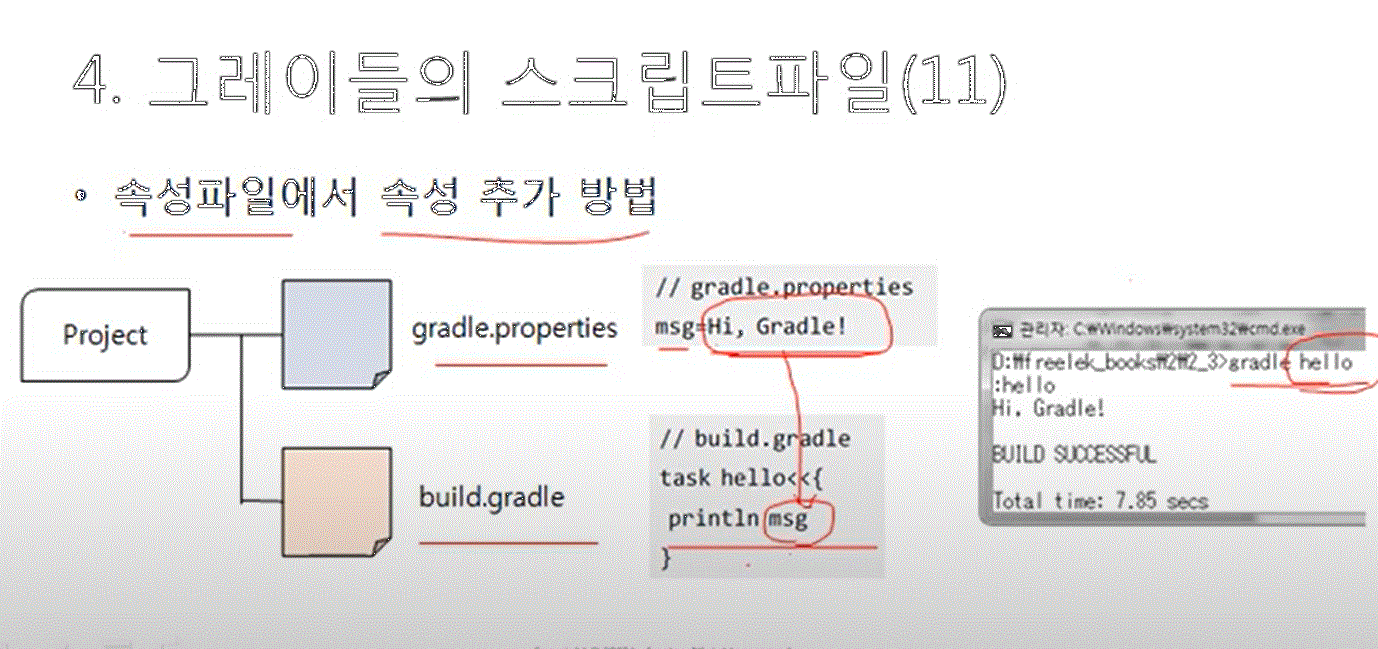 4. 그레이들의 스크립트파일(11)
• 속성파일에서 속성 추가 방법
Project
gradle.properties
// gradle.properties
msg=Hi, Gradle!
build.gradle
// build.gradle
task hello<<{
println msg
}
관리자: C:₩Windows₩system32₩cmd.exe
D:₩freelek_books₩2₩2_3>gradle hello
:hello
Hi, Gradle!
BUILD SUCCESSFUL
Total time: 7.85 secs